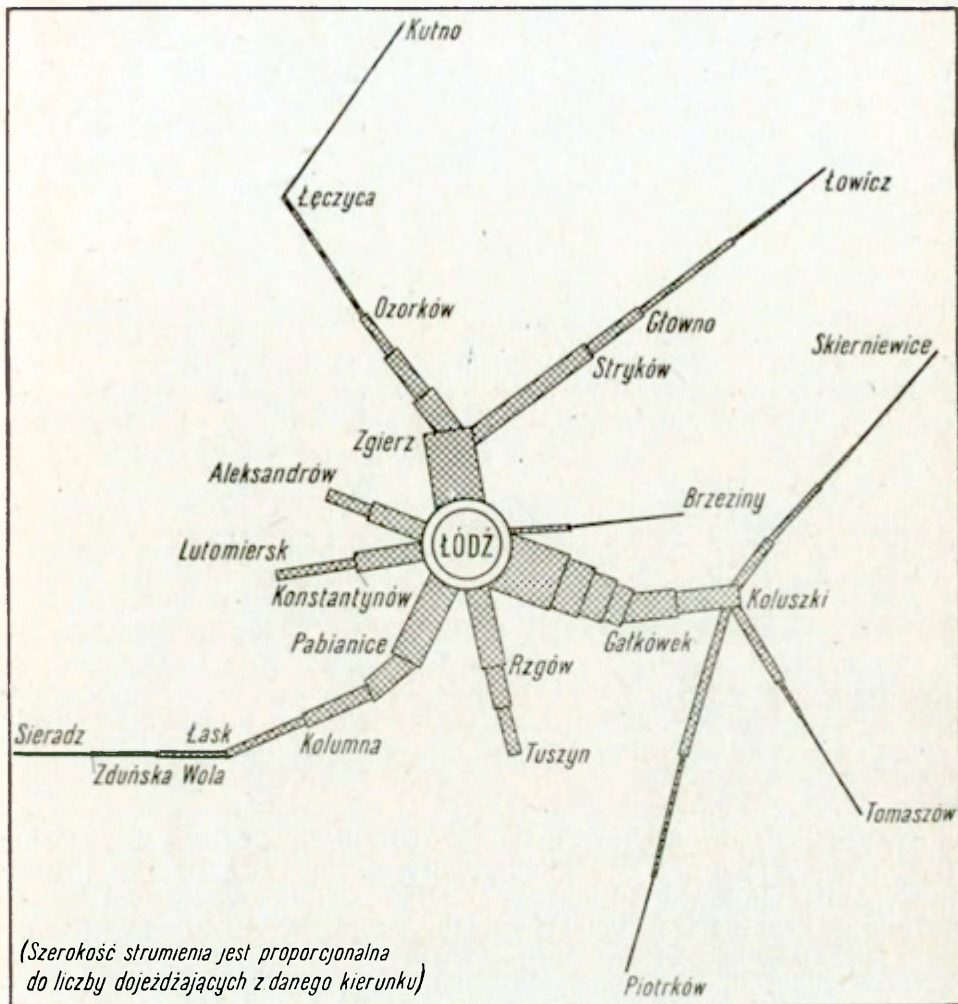 Kutno
Łęczyca
Łowicz
Ozorków
Głowno
Skierniewice
Stryków
Zgierz
Aleksandrów
Brzeziny
Lutomiersk
ŁÓDŹ
Konstantynów
Koluszki
Pabianice
Gałkówek
Rzgów
Sieradz
Łask
Kolumna
Tuszyn
Zduńska Wola
Tomaszów
(Szerokość strumienia jest proporcjonalna
do liczby dojeżdżających z danego kierunku)
Piotrków